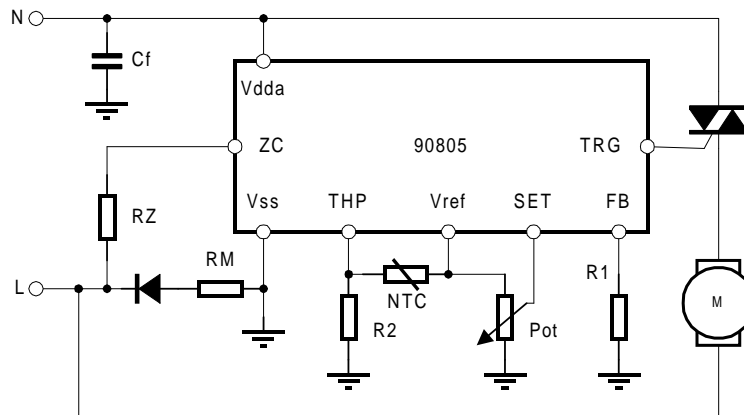 N
Cf
Vdda
ZC
90805
TRG
Vss
THP
Vref
SET
FB
RZ
RM
L
NTC
R1
R2
Pot
M